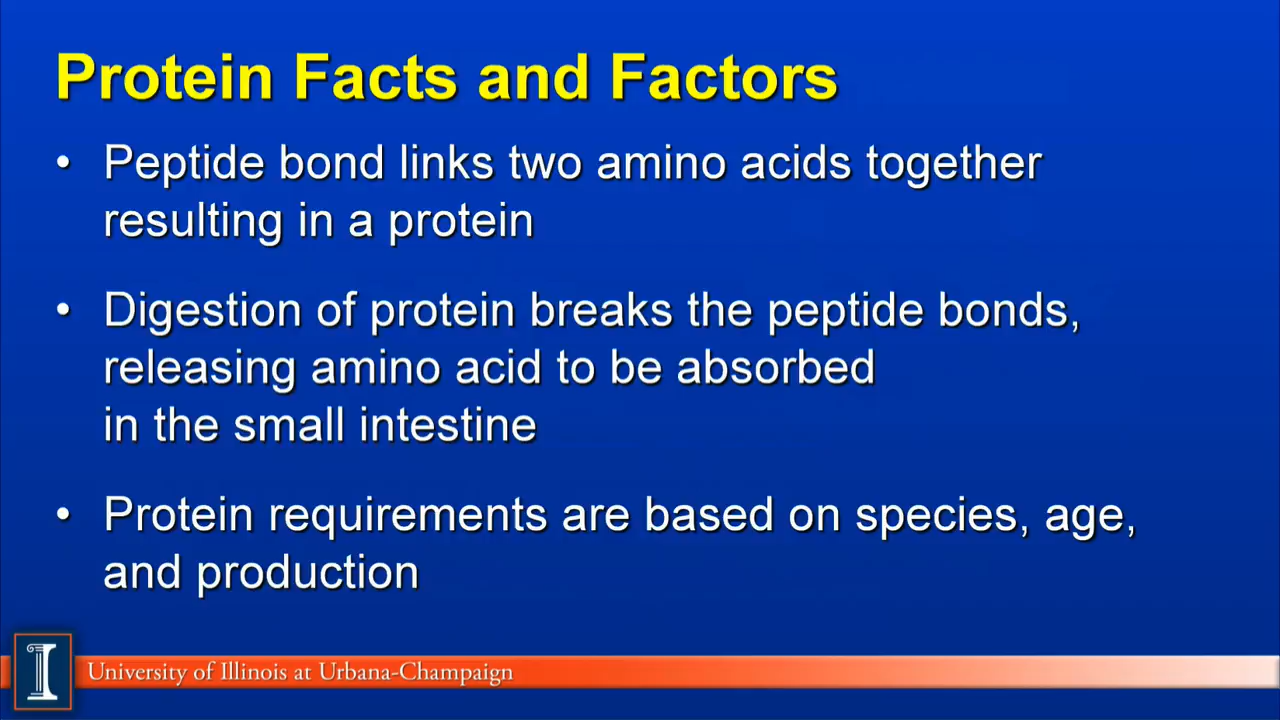 Protein Facts and Factors
• Peptide bond links two amino acids together
resulting in a protein
• Digestion of protein breaks the peptide bonds,
releasing amino acid to be absorbed
in the small intestine
• Protein requirements are based on species, age,
and production
I
University of Illinois at Urbana-Champaign